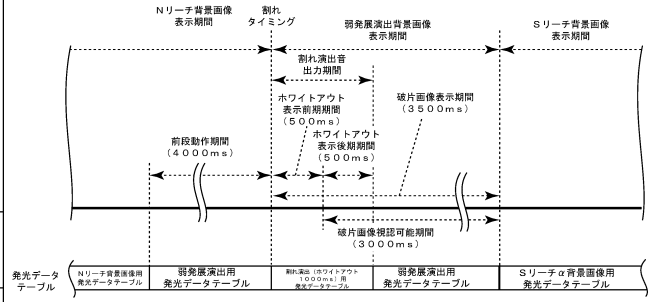 Nリーチ背景画像
表示期間
割れ
タイミング
弱発展演出背景画像
表示期間
Sリーチ背景画像
表示期間
割れ演出音
出力期間
ホワイトアウト
表示前期期間
(500ms)
破片画像表示期間
(3500ms)
ホワイトアウト
表示後期期間
(500ms)
前段動作期間
(4000ms)
破片画像視認可能期間
(3000ms)
発光データ
テーブル
Nリーチ背景画像用
発光データテーブル
弱発展演出用
発光データテーブル
割れ演出(ホワイトアウト
1000ms)用
発光データテーブル
弱発展演出用
発光データテーブル
Sリーチα背景画像用
発光データテーブル